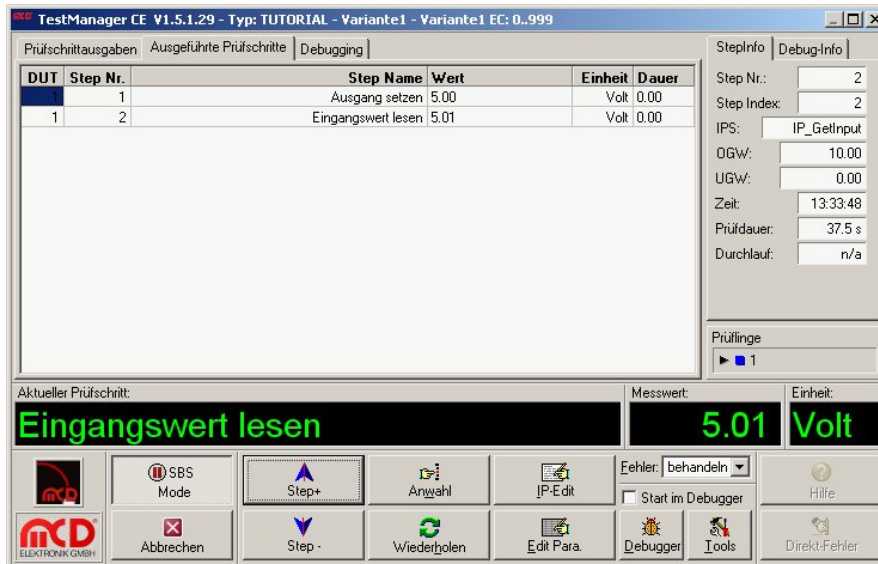 TestManager CE V1.5.1.29 - Typ: TUTORIAL - Variante1 - Variante1 EC: 0..999
Prüfschrittausgaben Ausgeführte Prüfschritte Debugging
StepInfo Debug-Info
DUT Step Nr. Step Name Wert Einheit Dauer
1 1 Ausgang setzen 5.00 Volt 0.00
1 2 Eingangswert lesen 5.01 Volt 0.00
Step Nr.: 2
Step Index: 2
IPS: IP_GetInput
OGW: 10.00
UGW: 0.00
Zeit: 13:33:48
Prüfdauer: 37.5 s
Durchlauf: n/a
Prüflinge
1
Aktueller Prüfschritt: Messwert: Einheit:
Eingangswert lesen 5.01 Volt
mcD
SBS Mode
Step+
Anwahl
IP-Edit
Fehler: behandeln
Start im Debugger
Hilfe
mcD ELEKTRONIK GMBH
Abbrechen
Step -
Wiederholen
Edit Para.
Debugger
Tools
Direkt-Fehler